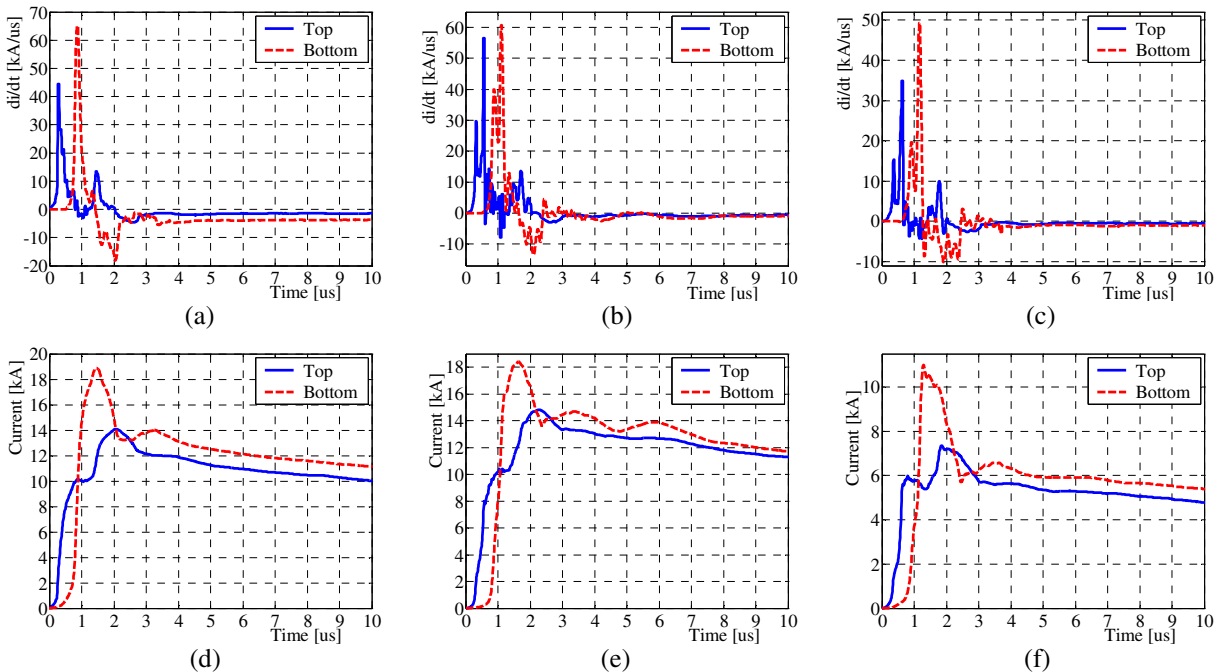 70
60
50
40
30
20
10
0
-10
-20
di/dt [kA/us]
Top
Bottom
0 1 2 3 4 5 6 7 8 9 10
Time [us]
(a)
60
50
40
30
20
10
0
-10
di/dt [kA/us]
Top
Bottom
0 1 2 3 4 5 6 7 8 9 10
Time [us]
(b)
50
40
30
20
10
0
-10
di/dt [kA/us]
Top
Bottom
0 1 2 3 4 5 6 7 8 9 10
Time [us]
(c)
20
18
16
14
12
10
8
6
4
2
0
Current [kA]
Top
Bottom
0 1 2 3 4 5 6 7 8 9 10
Time [us]
(d)
18
16
14
12
10
8
6
4
2
0
Current [kA]
Top
Bottom
0 1 2 3 4 5 6 7 8 9 10
Time [us]
(e)
10
8
6
4
2
0
Current [kA]
Top
Bottom
0 1 2 3 4 5 6 7 8 9 10
Time [us]
(f)